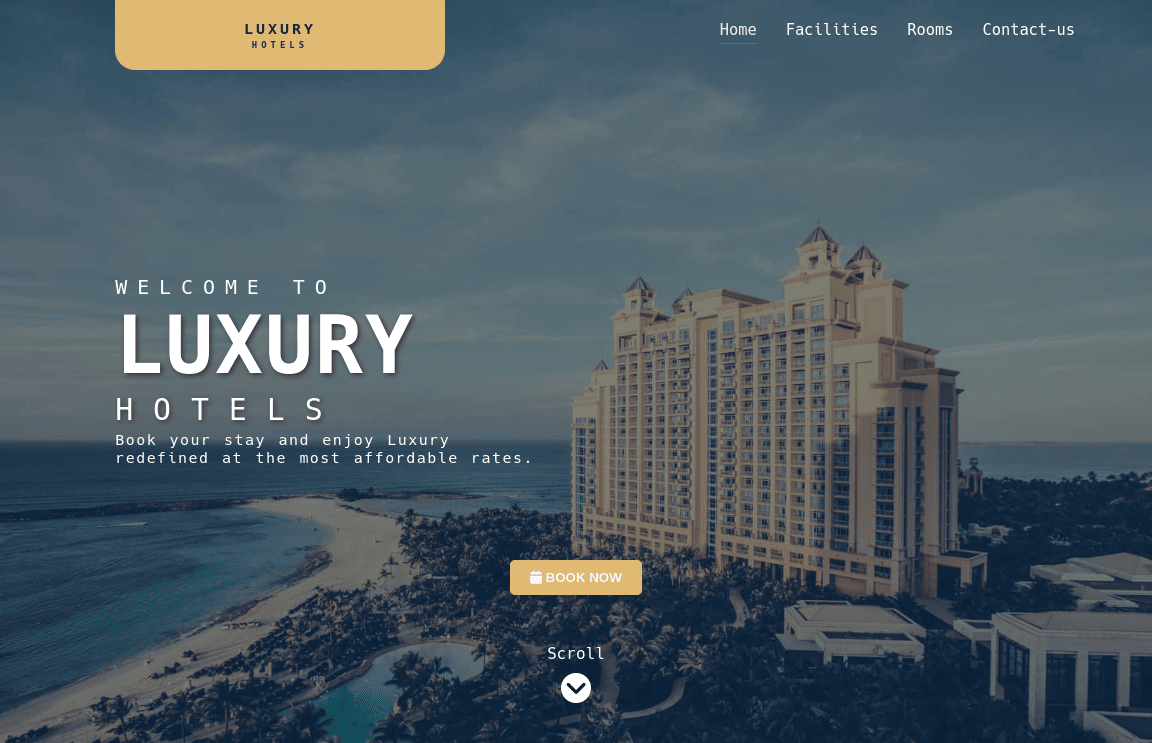 LUXURY
HOTELS
Home Facilities Rooms Contact-us
WELCOME TO
LUXURY
HOTELS
Book your stay and enjoy Luxury
redefined at the most affordable rates.
BOOK NOW
Scroll